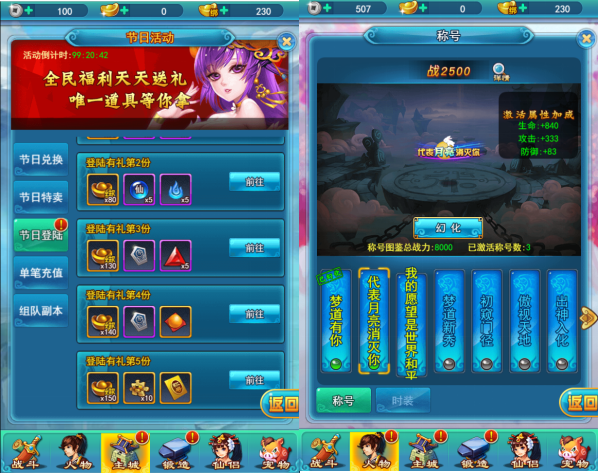 100
0
230
节日活动
活动倒计时:99:20:42
全民福利天天送礼
唯一道具等你拿
节日兑换
节日特卖
节日登陆
单笔充值
组队副本
登陆有礼第2份
x80
x5
x5
前往
登陆有礼第3份
x130
x5
前往
登陆有礼第4份
x140
前往
登陆有礼第5份
x150
x10
前往
返回
战斗
人物
主城
锻造
仙侣
宠物
507
0
230
称号
战2500
详情
激活属性加成
生命:+840
攻击:+333
防御:+83
代表月亮消灭你
幻化
称号图鉴总战力:8000
已激活称号数:3
梦道有你
代表月亮消灭你
我的愿望是世界和平
梦道新秀
初窥门径
傲视天地
出神入化
称号
时装
返回
战斗
人物
主城
锻造
仙侣
宠物